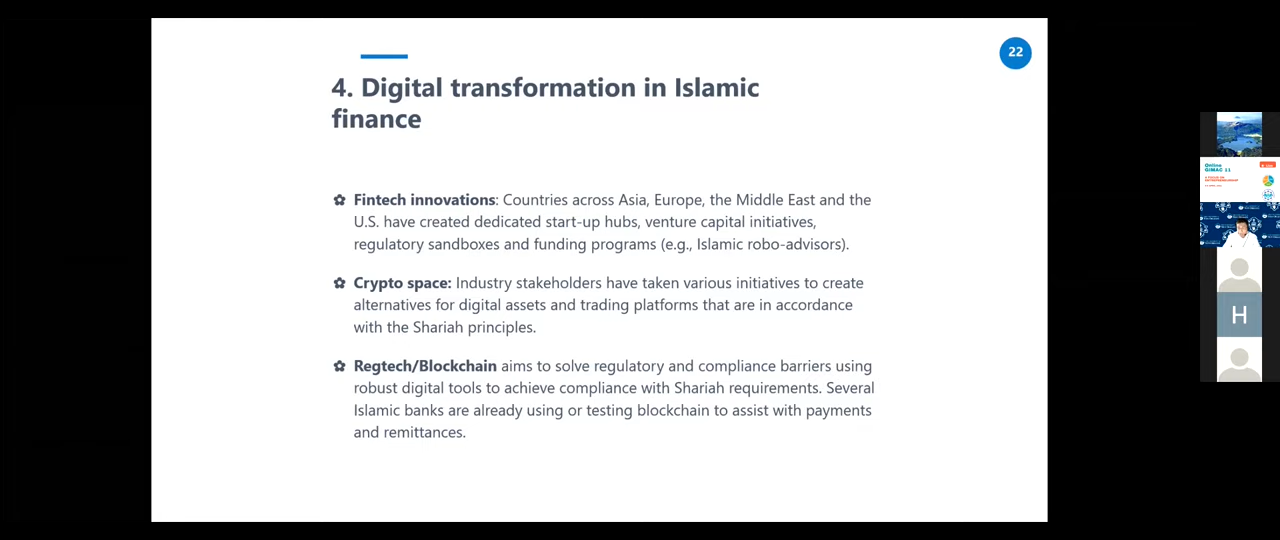 22
4. Digital transformation in Islamic
finance
✿ Fintech innovations: Countries across Asia, Europe, the Middle East and the
U.S. have created dedicated start-up hubs, venture capital initiatives,
regulatory sandboxes and funding programs (e.g., Islamic robo-advisors).
✿ Crypto space: Industry stakeholders have taken various initiatives to create
alternatives for digital assets and trading platforms that are in accordance
with the Shariah principles.
✿ Regtech/Blockchain aims to solve regulatory and compliance barriers using
robust digital tools to achieve compliance with Shariah requirements. Several
Islamic banks are already using or testing blockchain to assist with payments
and remittances.
Online
GIMAC 11
H